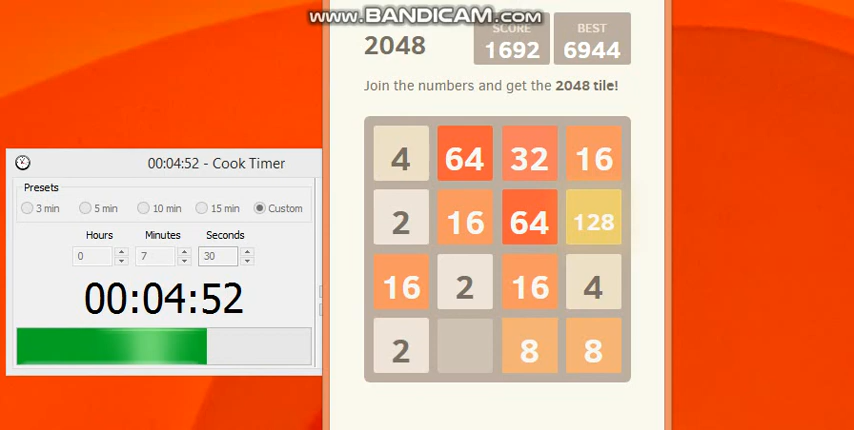 www.BANDICAM.com
2048
SCORE
1692
BEST
6944
Join the numbers and get the 2048 tile!
4 64 32 16
2 16 64 128
16 2 16 4
2 8 8
00:04:52 - Cook Timer
Presets
3 min 5 min 10 min 15 min Custom
Hours Minutes Seconds
0 7 30
00:04:52